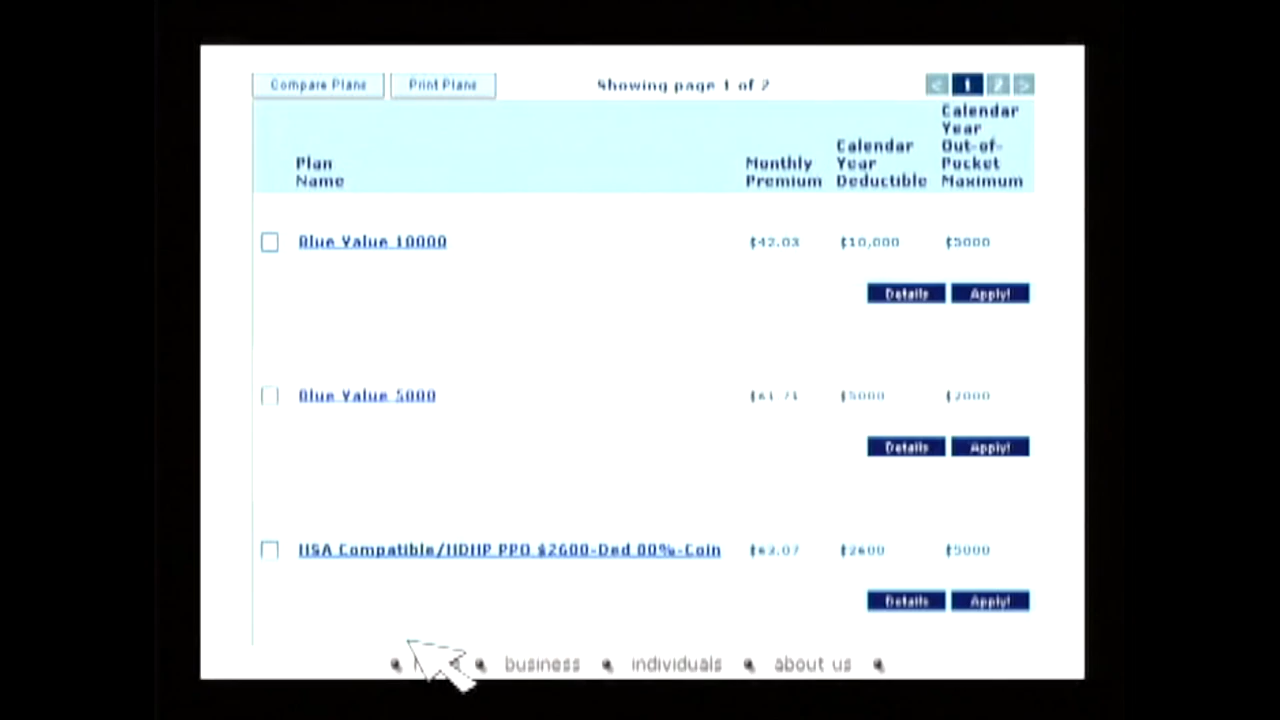 Compare Plans Print Plans Showing page 1 of 2 < 1 2 >
Plan Name
Monthly Premium
Calendar Year Deductible
Calendar Year Out-of-Pocket Maximum
Blue Value 10000 $42.03 $10,000 $5000
Details Apply!
Blue Value 5000 $5000 $2000
Details Apply!
HSA Compatible/HDHP PPO $2600-Ded 80%-Coin $2600 $5000
Details Apply!
business individuals about us